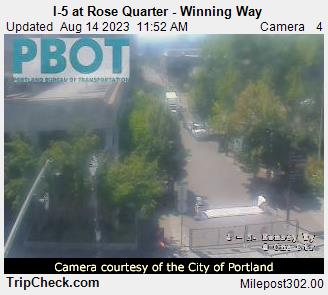 I-5 at Rose Quarter - Winning Way
Updated Aug 14 2023 11:52 AM Camera 4
PBOT
PORTLAND BUREAU OF TRANSPORTATION
Camera courtesy of the City of Portland
TripCheck.com Milepost302.00